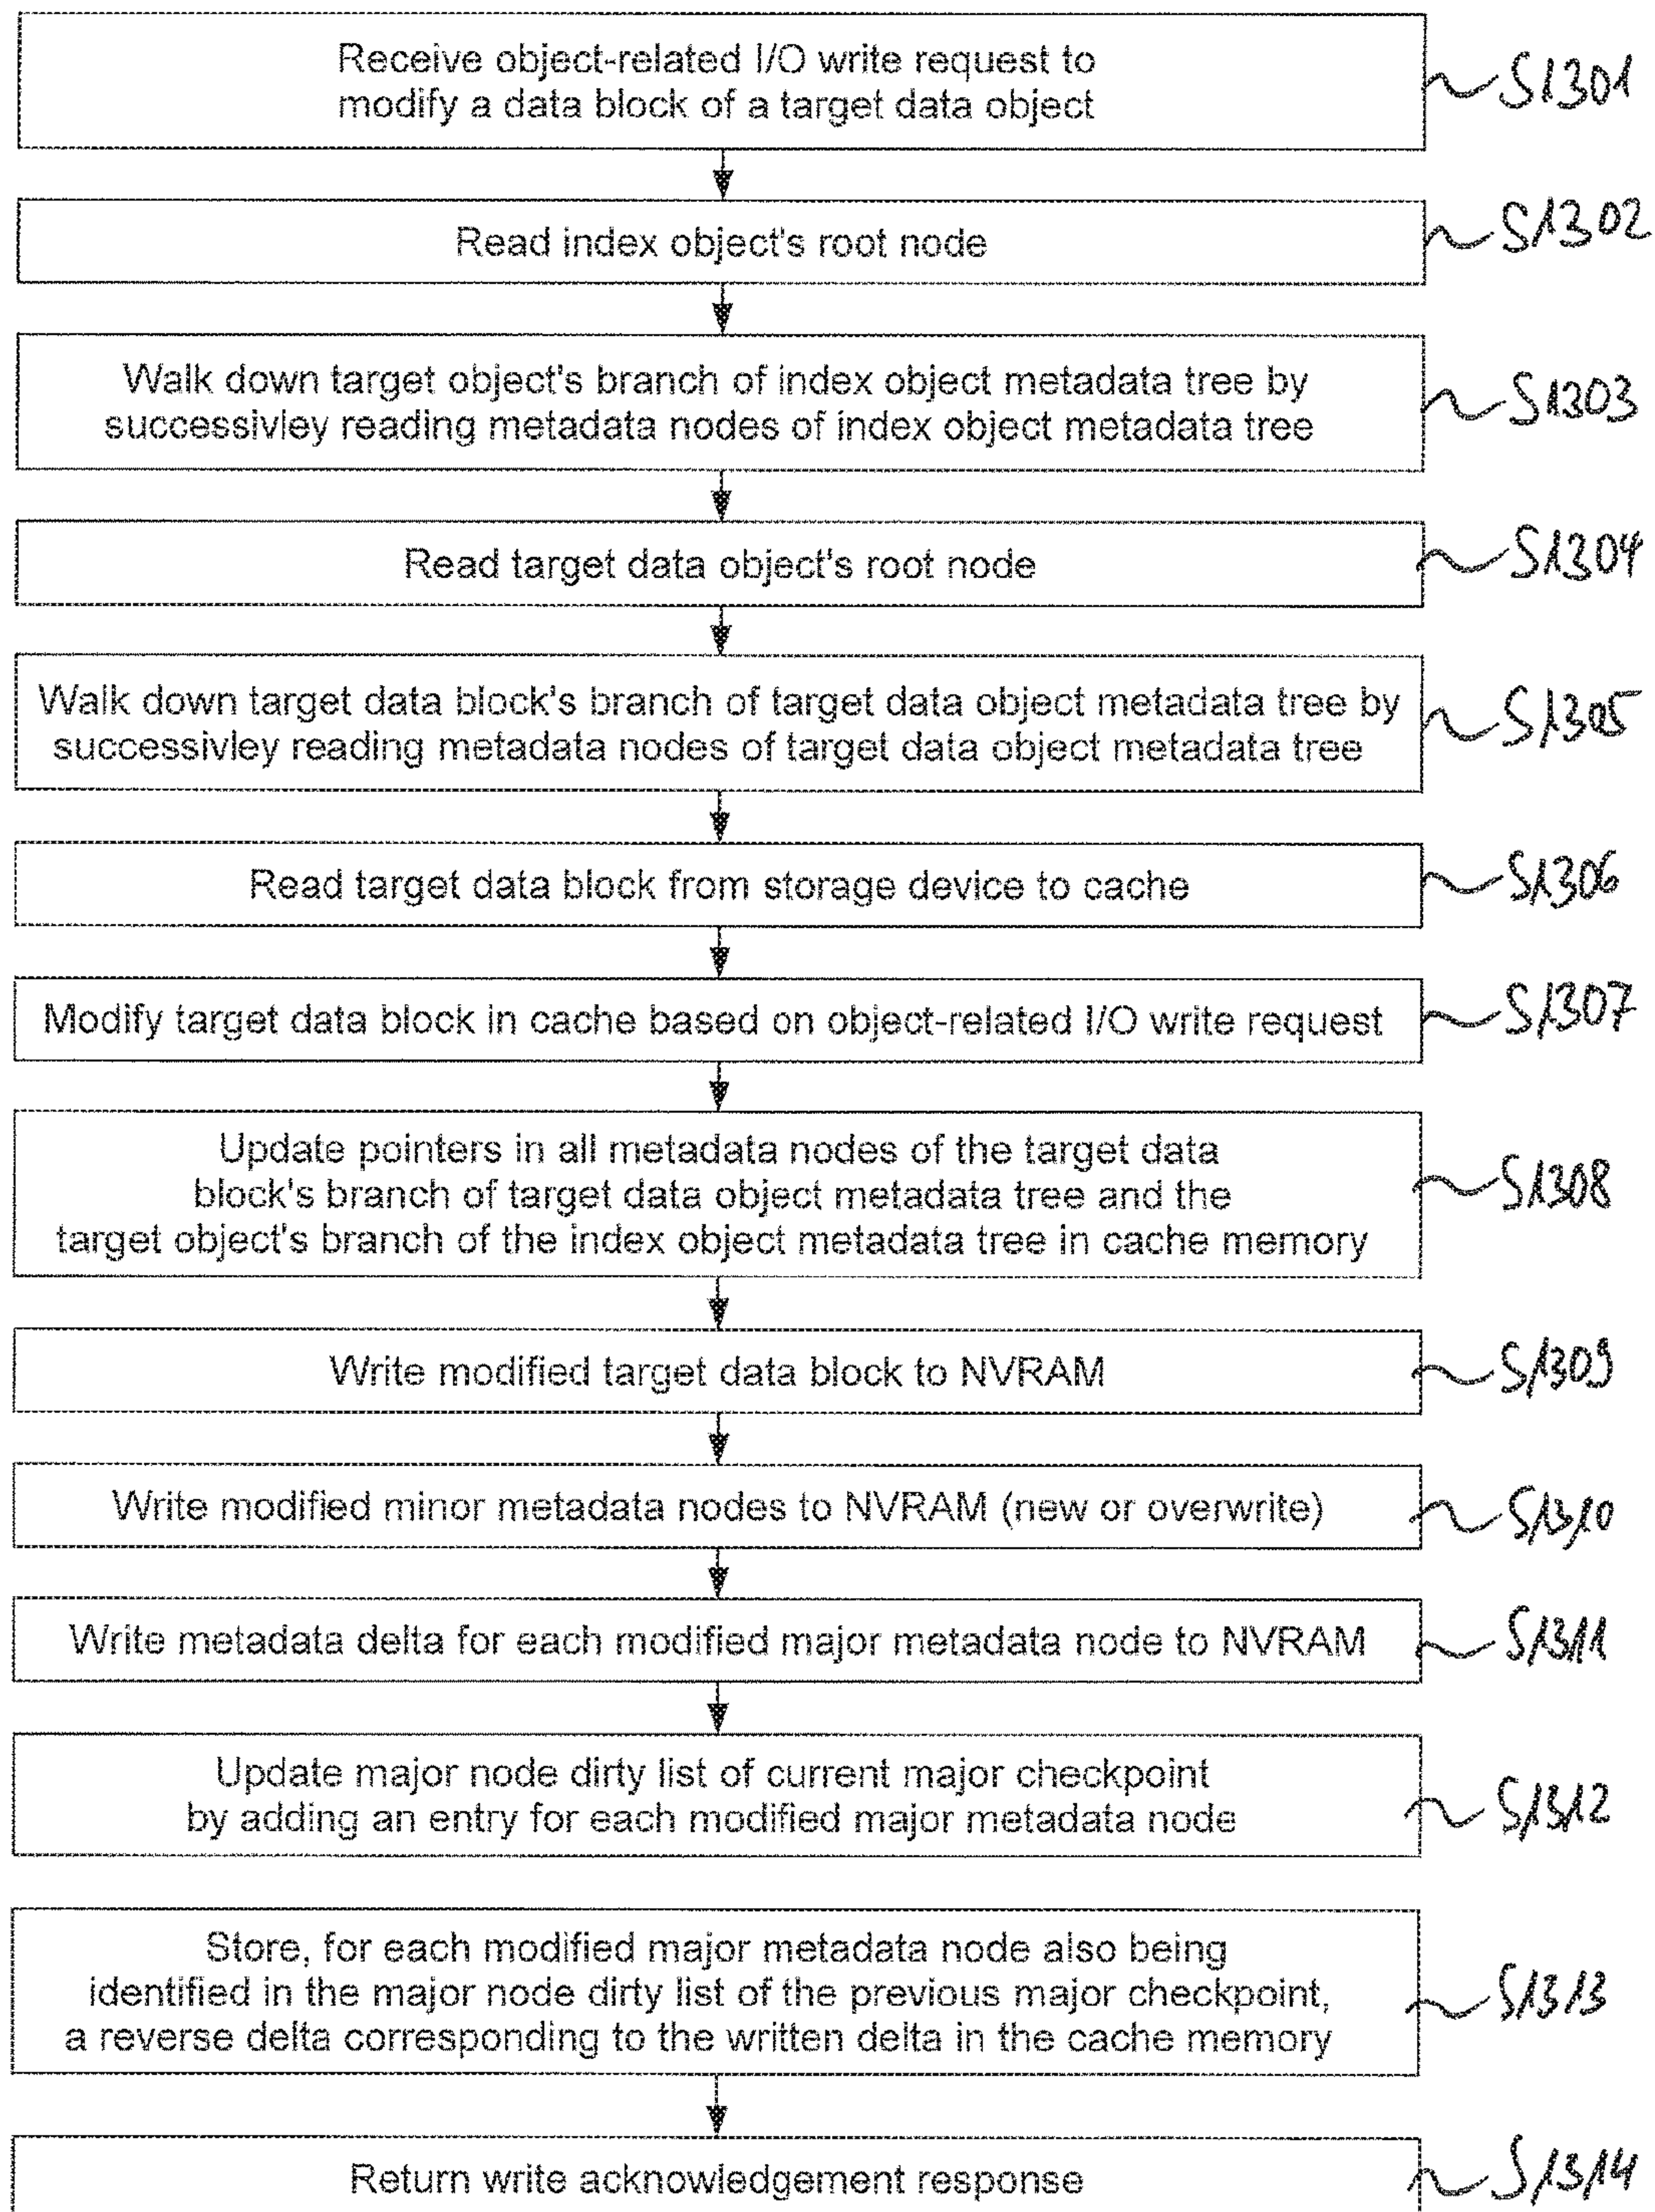 Receive object-related I/O write request to
modify a data block of a target data object
S1301
Read index object's root node
S1302
Walk down target object's branch of index object metadata tree by
successivley reading metadata nodes of index object metadata tree
S1303
Read target data object's root node
S1304
Walk down target data block's branch of target data object metadata tree by
successivley reading metadata nodes of target data object metadata tree
S1305
Read target data block from storage device to cache
S1306
Modify target data block in cache based on object-related I/O write request
S1307
Update pointers in all metadata nodes of the target data
block's branch of target data object metadata tree and the
target object's branch of the index object metadata tree in cache memory
S1308
Write modified target data block to NVRAM
S1309
Write modified minor metadata nodes to NVRAM (new or overwrite)
S1310
Write metadata delta for each modified major metadata node to NVRAM
S1311
Update major node dirty list of current major checkpoint
by adding an entry for each modified major metadata node
S1312
Store, for each modified major metadata node also being
identified in the major node dirty list of the previous major checkpoint,
a reverse delta corresponding to the written delta in the cache memory
S1313
Return write acknowledgement response
S1314